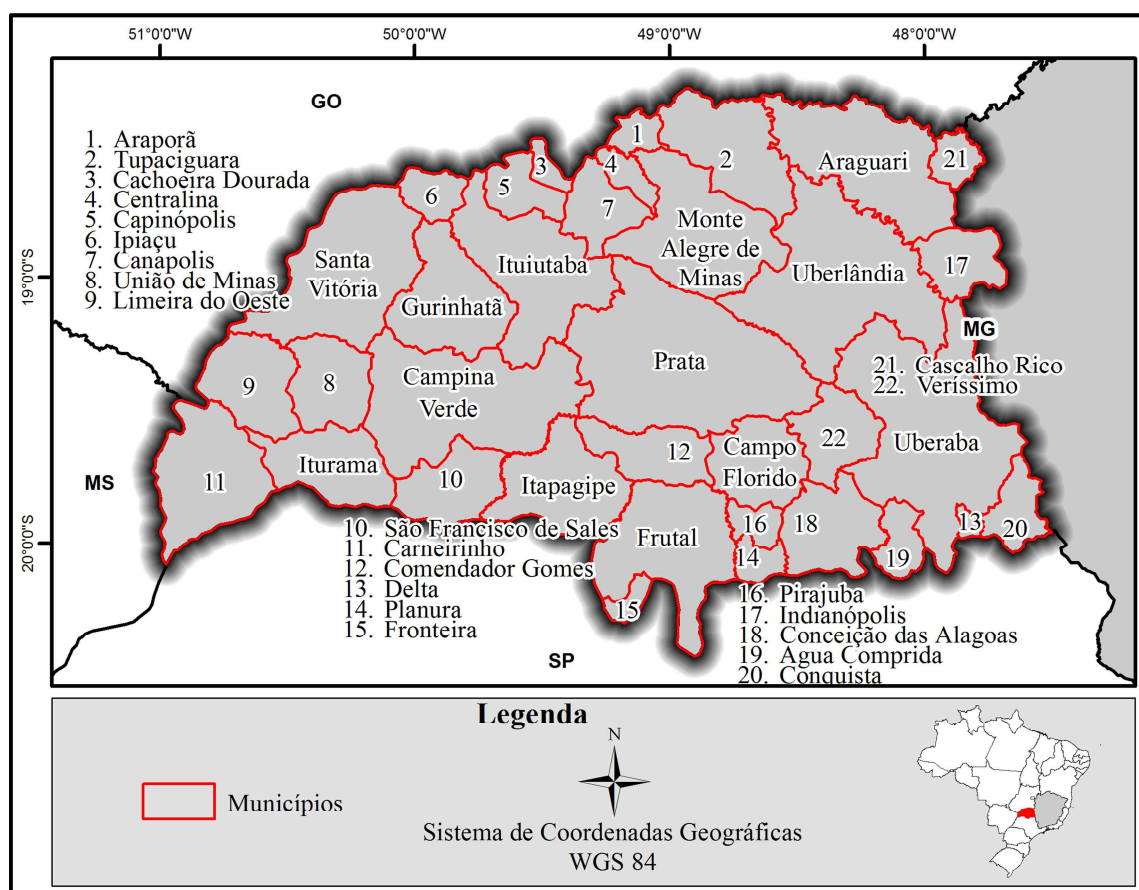 51°0'0"W 50°0'0"W 49°0'0"W 48°0'0"W
GO
1. Araporã
2. Tupaciguara
3. Cachoeira Dourada
4. Centralina
5. Capinópolis
6. Ipiaçu
7. Canápolis
8. União de Minas
9. Limeira do Oeste
19°0'0"S
20°0'0"S
1
2
3
4
5
6
7
Araguari
21
Monte
Alegre de
Minas
Santa
Vitória
Ituiutaba
Uberlândia
17
Gurinhatã
MG
Prata
21. Cascalho Rico
22. Veríssimo
9
8
Campina
Verde
22
Uberaba
12
Campo
Florido
MS
11
Iturama
10
Itapagipe
Frutal
16
18
14
13
20
19
15
10. São Francisco de Sales
11. Carneirinho
12. Comendador Gomes
13. Delta
14. Planura
15. Fronteira
16. Pirajuba
17. Indianópolis
18. Conceição das Alagoas
19. Agua Comprida
20. Conquista
SP
Legenda
N
Municípios
Sistema de Coordenadas Geográficas
WGS 84